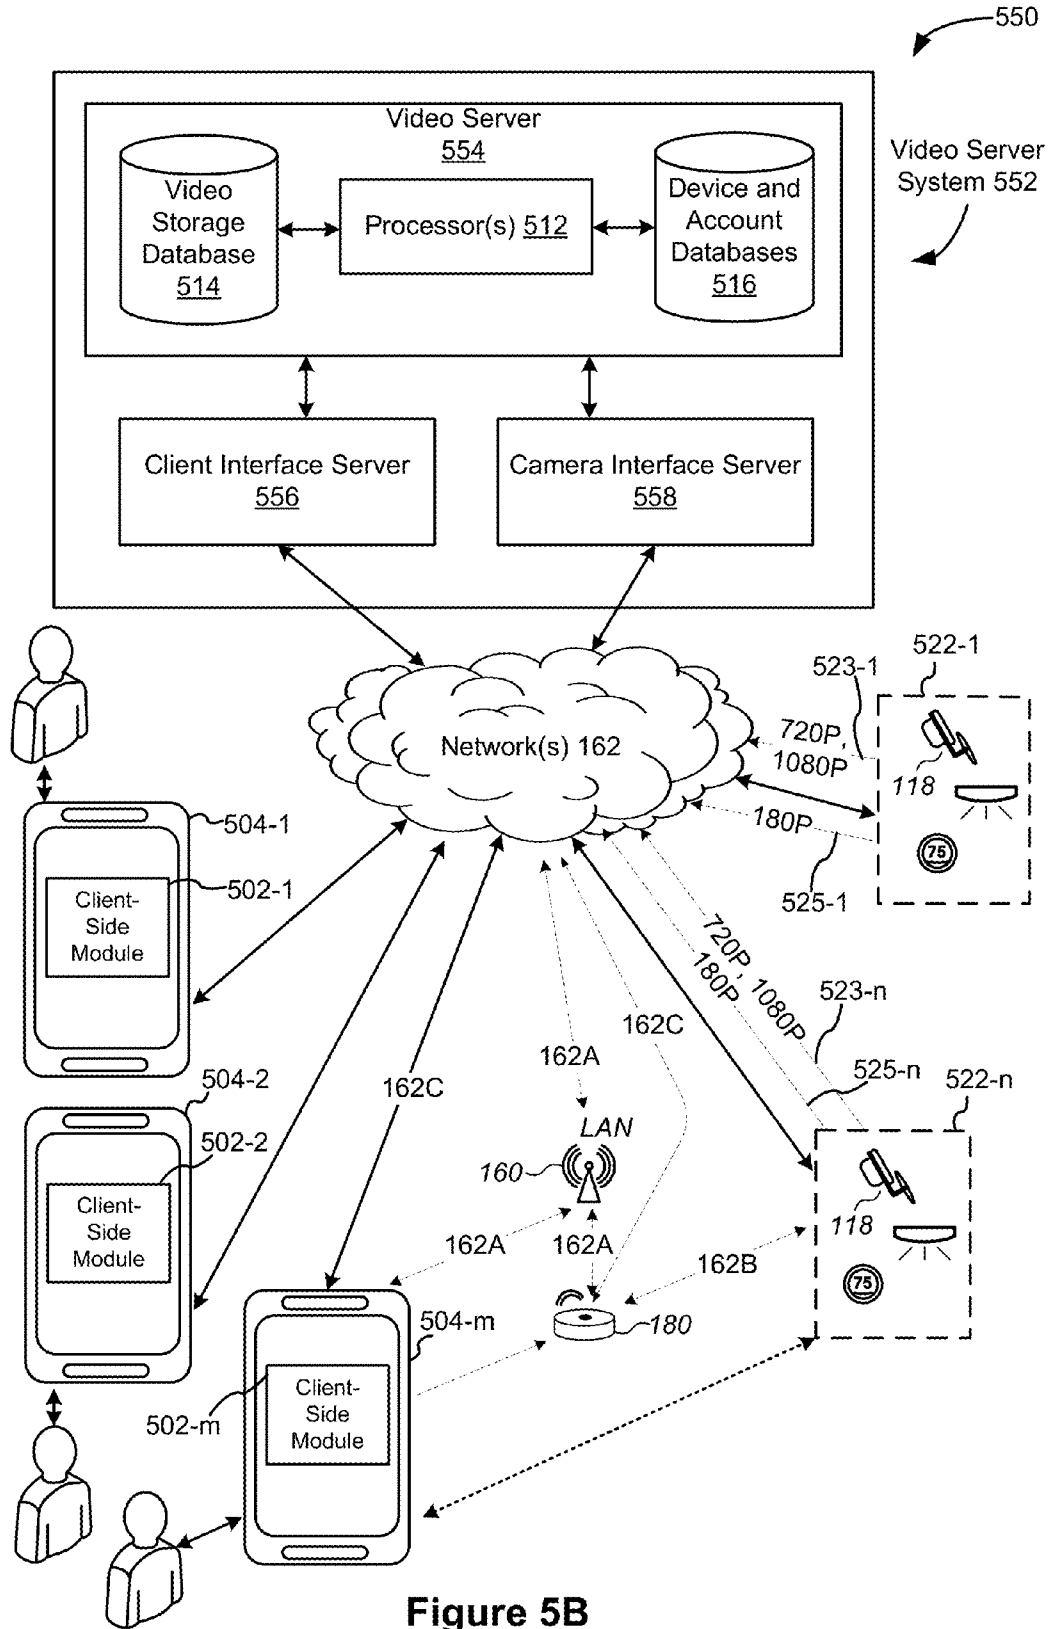 550
Video Server
554
Video Server
System 552
Video
Storage
Database
514
Processor(s) 512
Device and
Account
Databases
516
Client Interface Server
556
Camera Interface Server
558
Network(s) 162
523-1
522-1
720P,
1080P
118
180P
75
525-1
504-1
502-1
Client-
Side
Module
720P, 1080P
180P
523-n
525-n
522-n
162C
162A
162C
504-2
502-2
Client-
Side
Module
LAN
160
118
162A
162A
162B
75
180
504-m
502-m
Client-
Side
Module
Figure 5B